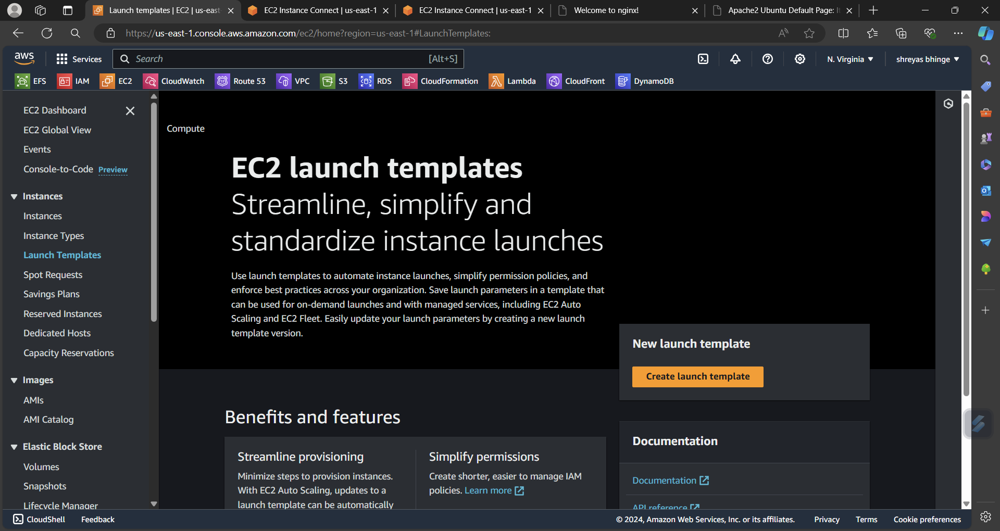 Launch templates | EC2 | us-east-
EC2 Instance Connect | us-east-1
EC2 Instance Connect | us-east-1
Welcome to nginx!
Apache2 Ubuntu Default Page: It
https://us-east-1.console.aws.amazon.com/ec2/home?region=us-east-1#LaunchTemplates:
aws
Services
Search
[Alt+S]
N. Virginia
shreyas bhinge
EFS
IAM
EC2
CloudWatch
Route 53
VPC
S3
RDS
CloudFormation
Lambda
CloudFront
DynamoDB
EC2 Dashboard
EC2 Global View
Events
Console-to-Code Preview
Instances
Instances
Instance Types
Launch Templates
Spot Requests
Savings Plans
Reserved Instances
Dedicated Hosts
Capacity Reservations
Images
AMIs
AMI Catalog
Elastic Block Store
Volumes
Snapshots
Lifecycle Manager
Compute
EC2 launch templates
Streamline, simplify and
standardize instance launches
Use launch templates to automate instance launches, simplify permission policies, and
enforce best practices across your organization. Save launch parameters in a template that
can be used for on-demand launches and with managed services, including EC2 Auto
Scaling and EC2 Fleet. Easily update your launch parameters by creating a new launch
template version.
New launch template
Create launch template
Benefits and features
Streamline provisioning
Minimize steps to provision instances.
With EC2 Auto Scaling, updates to a
launch template can be automatically
Simplify permissions
Create shorter, easier to manage IAM
policies. Learn more
Documentation
Documentation
API reference
CloudShell
Feedback
© 2024, Amazon Web Services, Inc. or its affiliates.
Privacy
Terms
Cookie preferences